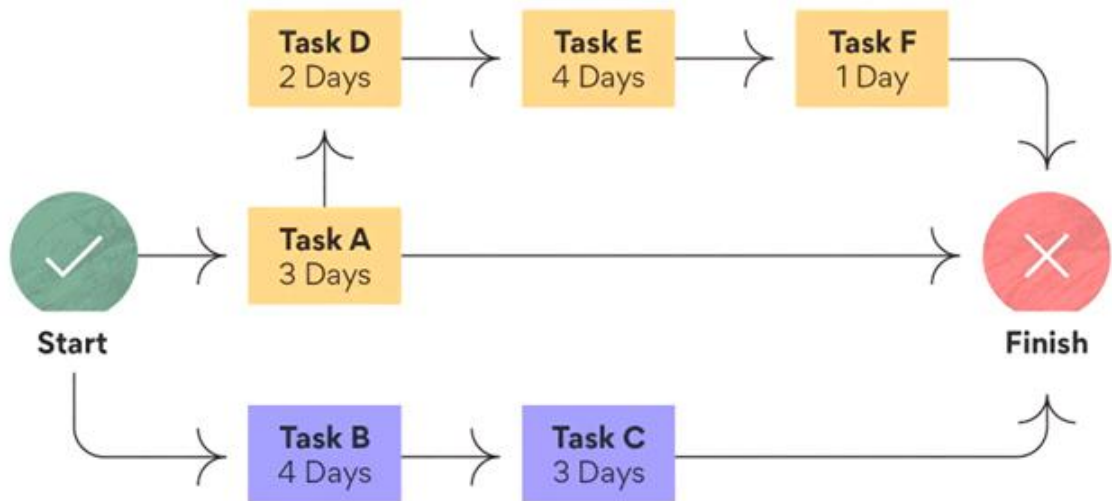 Task D
2 Days
Task E
4 Days
Task F
1 Day
Task A
3 Days
Start
Finish
Task B
4 Days
Task C
3 Days